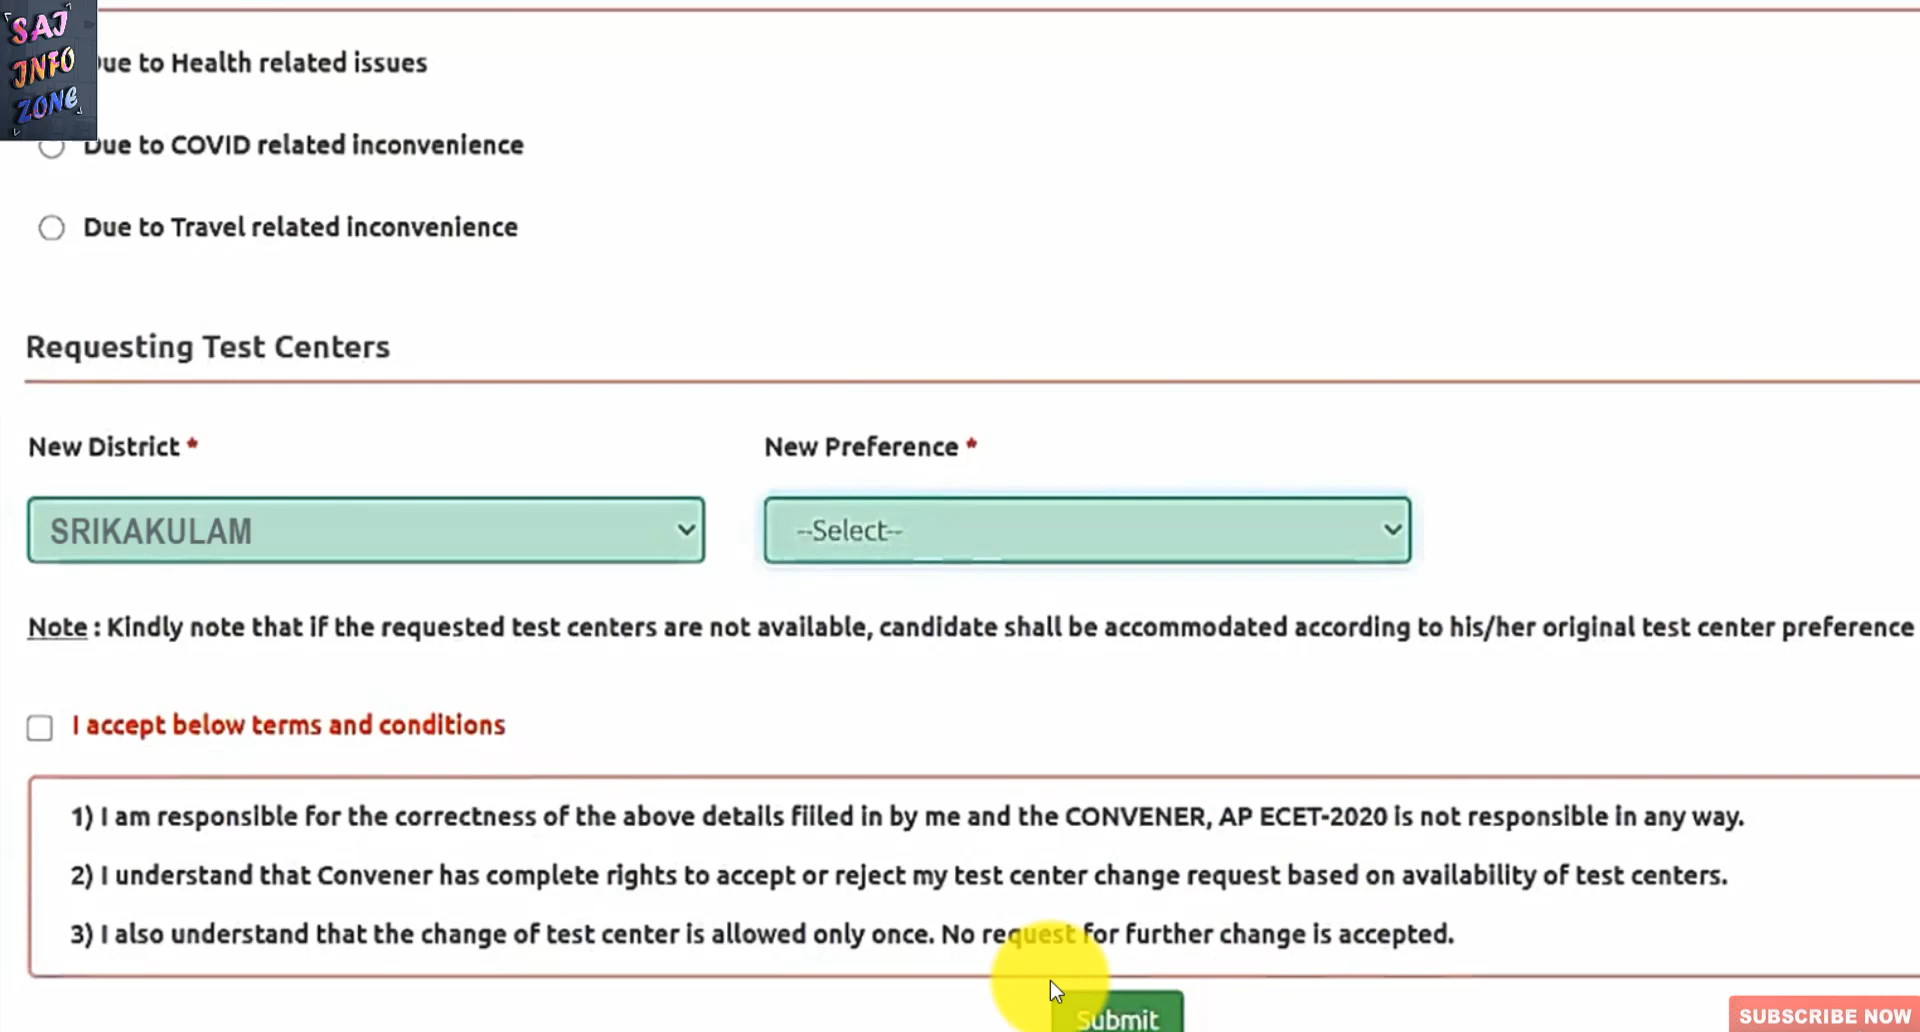 SAJ
INFO
ZONE
Due to Health related issues
Due to COVID related inconvenience
Due to Travel related inconvenience
Requesting Test Centers
New District *
New Preference *
SRIKAKULAM
--Select--
Note : Kindly note that if the requested test centers are not available, candidate shall be accommodated according to his/her original test center preference
I accept below terms and conditions
1) I am responsible for the correctness of the above details filled in by me and the CONVENER, AP ECET-2020 is not responsible in any way.
2) I understand that Convener has complete rights to accept or reject my test center change request based on availability of test centers.
3) I also understand that the change of test center is allowed only once. No request for further change is accepted.
Submit
SUBSCRIBE NOW